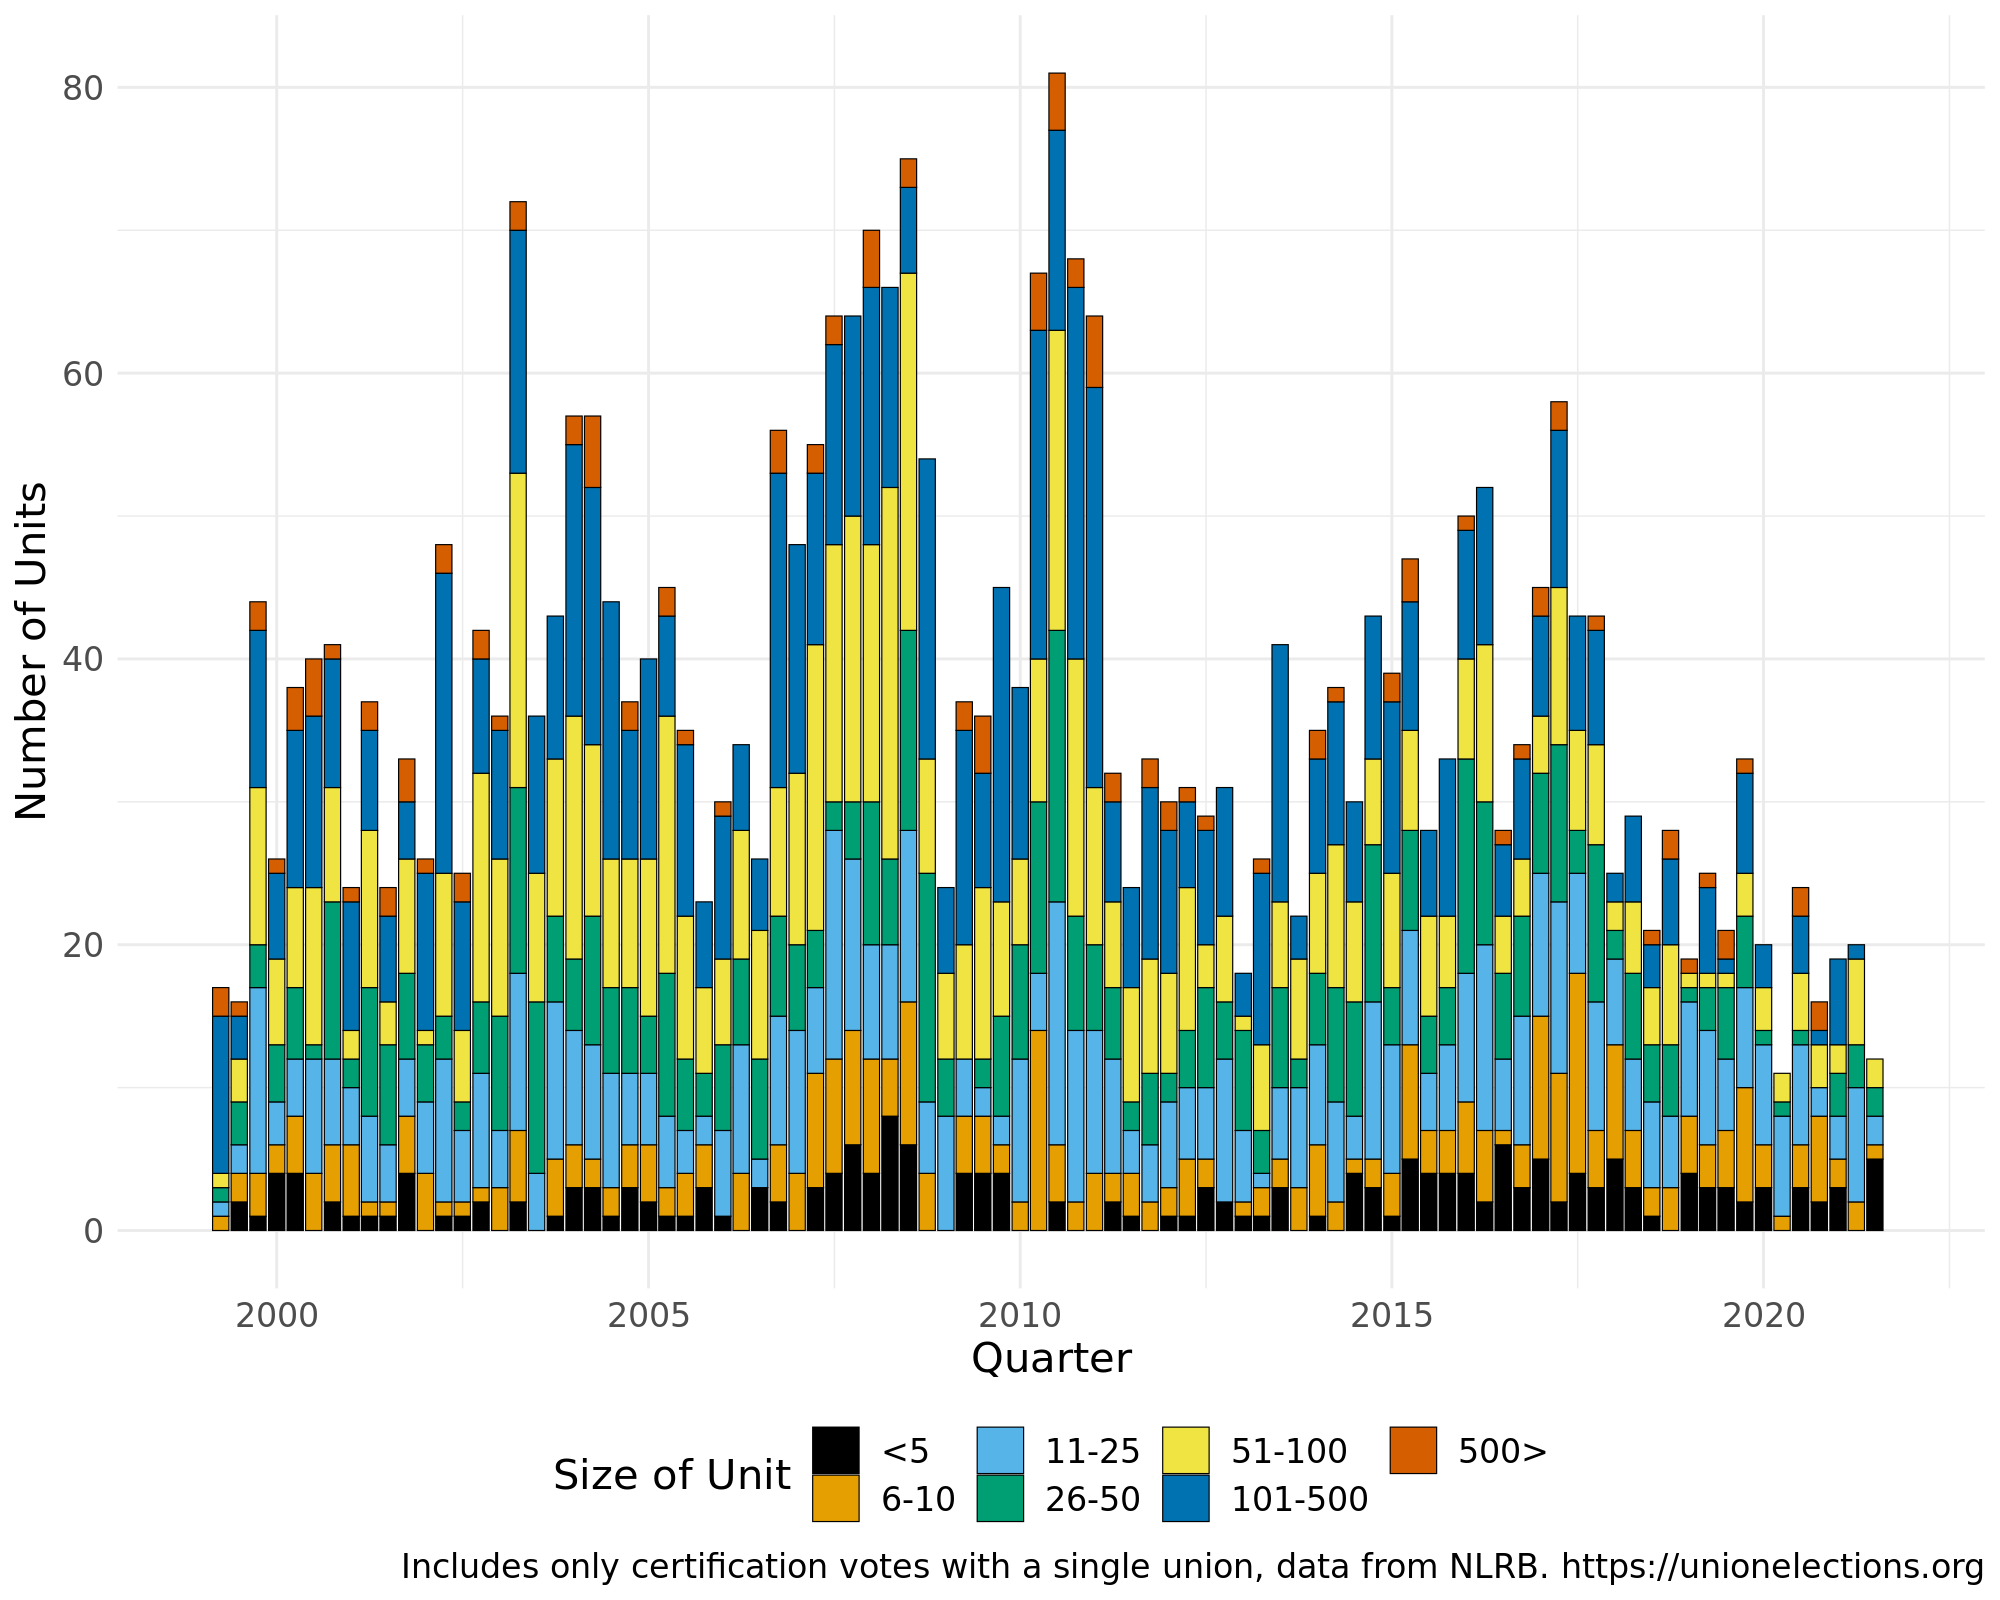 80
60
40
20
0
Number of Units
2000 2005 2010 2015 2020
Quarter
Size of Unit
<5 11-25 51-100 500>
6-10 26-50 101-500
Includes only certification votes with a single union, data from NLRB. https://unionelections.org